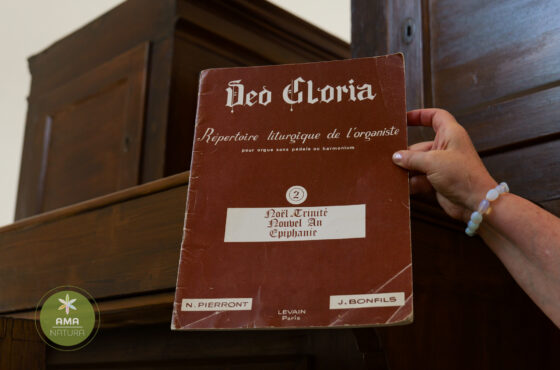 Deo Gloria
Répertoire liturgique de l'organiste
pour orgue sans pédale ou harmonium
2
Noël-Trinité
Nouvel An
Epiphanie
N. PIERRONT
J. BONFILS
LEVAIN
Paris
AMA
NATURA